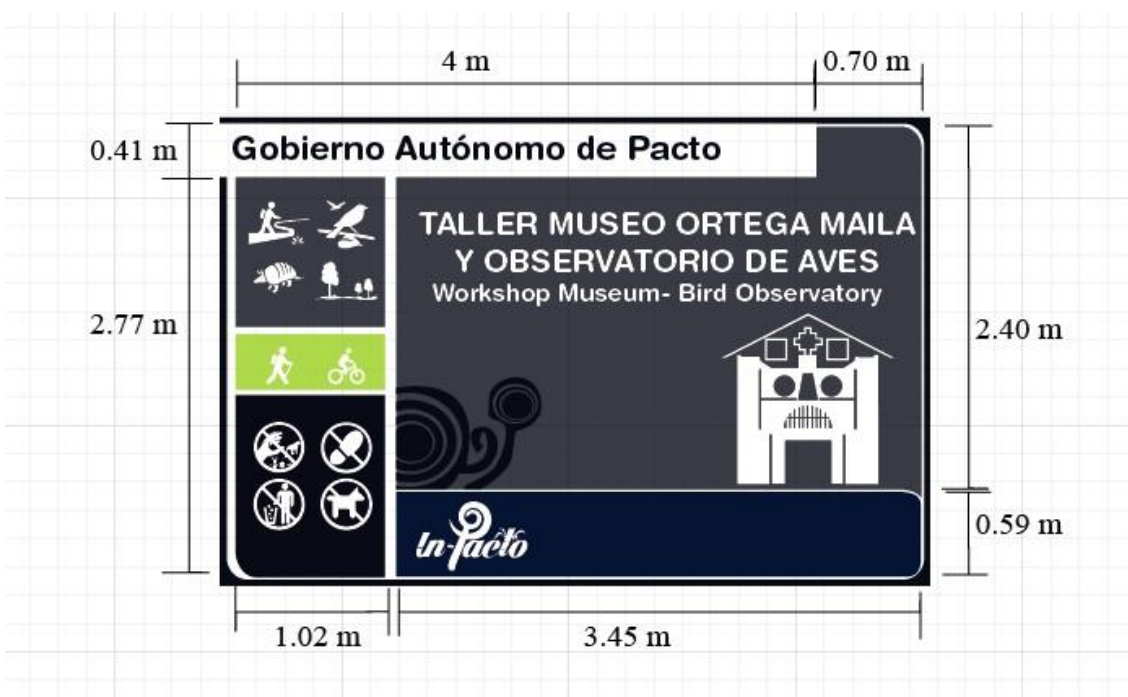 4 m
0.70 m
0.41 m
Gobierno Autónomo de Pacto
TALLER MUSEO ORTEGA MAILA
Y OBSERVATORIO DE AVES
Workshop Museum- Bird Observatory
2.77 m
2.40 m
In-Pacto
0.59 m
1.02 m
3.45 m